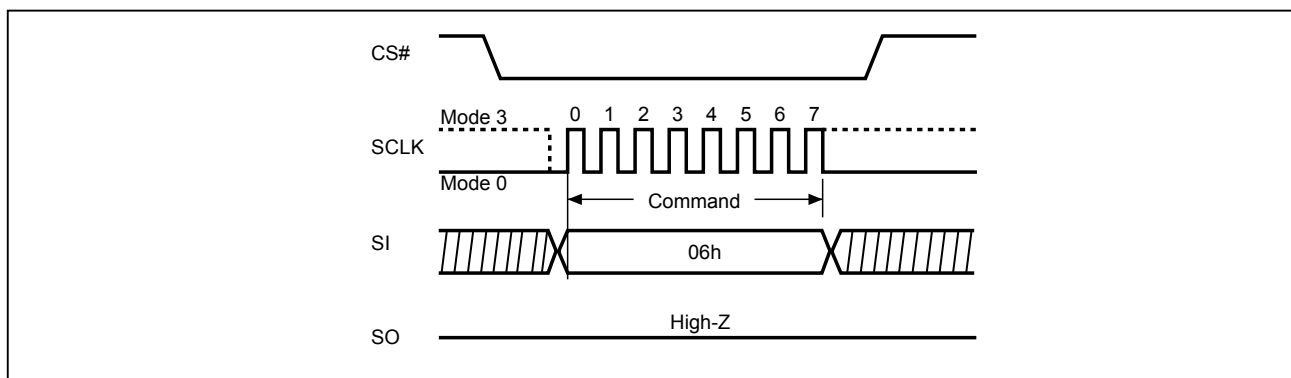 CS#
Mode 3 0 1 2 3 4 5 6 7
SCLK
Mode 0
Command
SI 06h
High-Z
SO